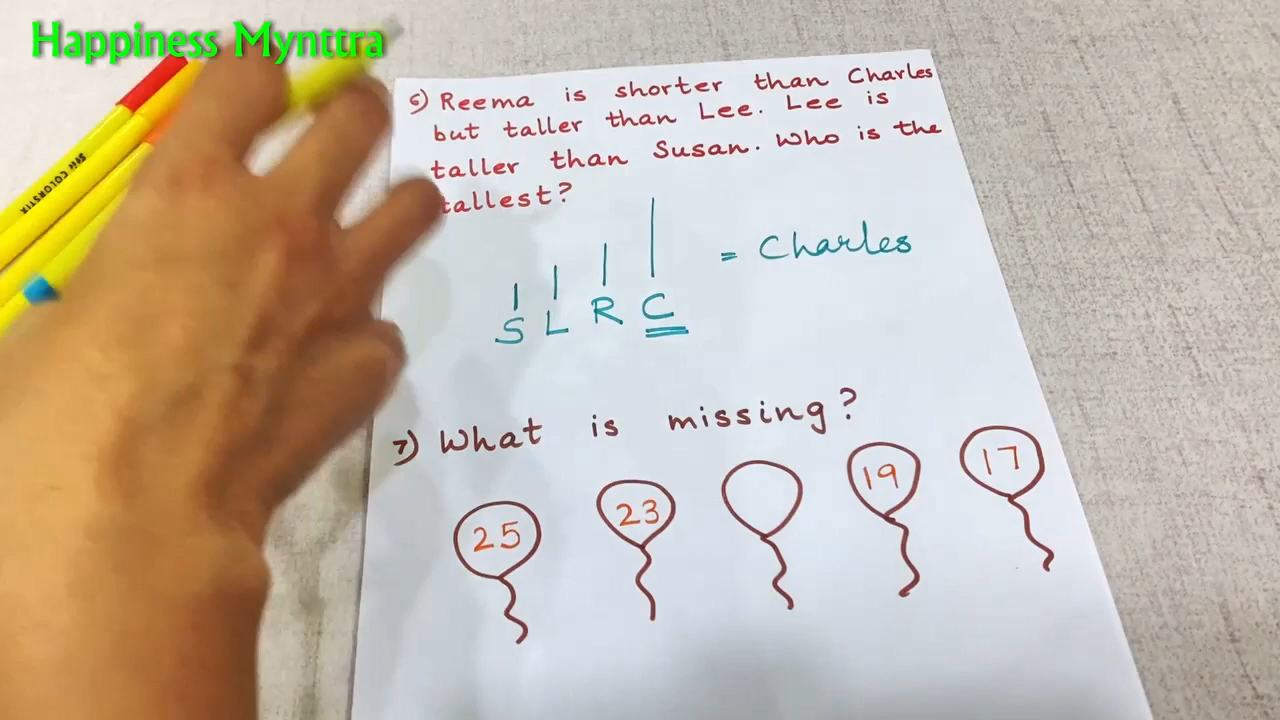 Happiness Mynttra
6) Reema is shorter than Charles
but taller than Lee. Lee is
taller than Susan. Who is the
tallest?
= Charles
S L R C
7) What is missing?
25 23 19 17